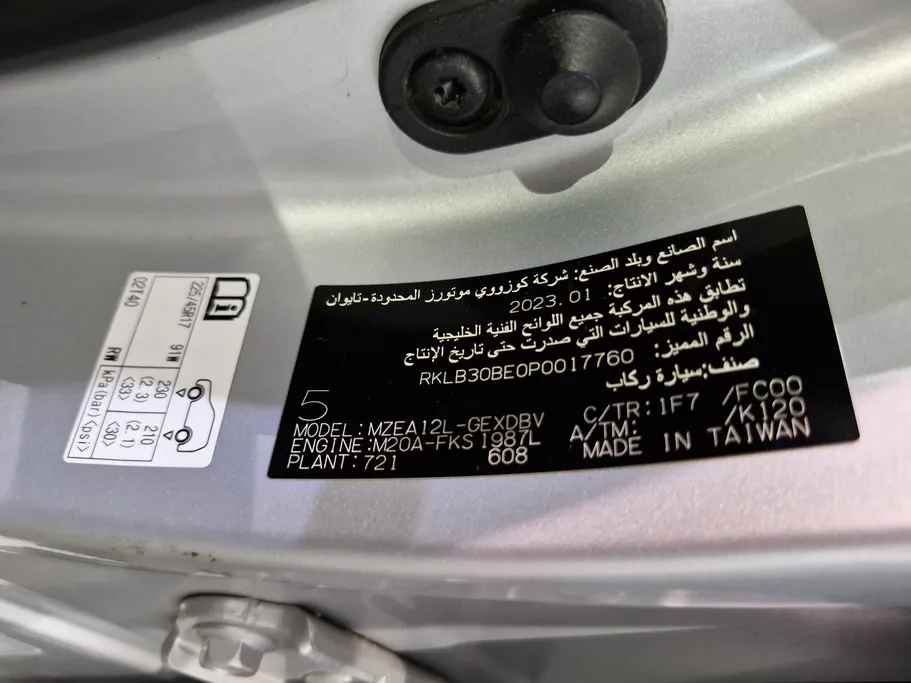 اسم الصانع وبلد الصنع: شركة كوزووي موتورز المحدودة - تايوان
سنة وشهر الانتاج: 2023.01
تطابق هذه المركبة جميع اللوائح الفنية الخليجية
والوطنية للسيارات التي صدرت حتى تاريخ الإنتاج
الرقم المميز: RKLB30BE0P0017760
صنف:سيارة ركاب
5
MODEL:MZEA12L-GEXDBV C/TR:1F7 /FC00
ENGINE:M20A-FKS 1987L A/TM: /K120
PLANT:721 608 MADE IN TAIWAN
225/45R17 91W 230 (2.3) <33> 210 (2.1) <30>
02T40 RW kPa(bar)<psi>